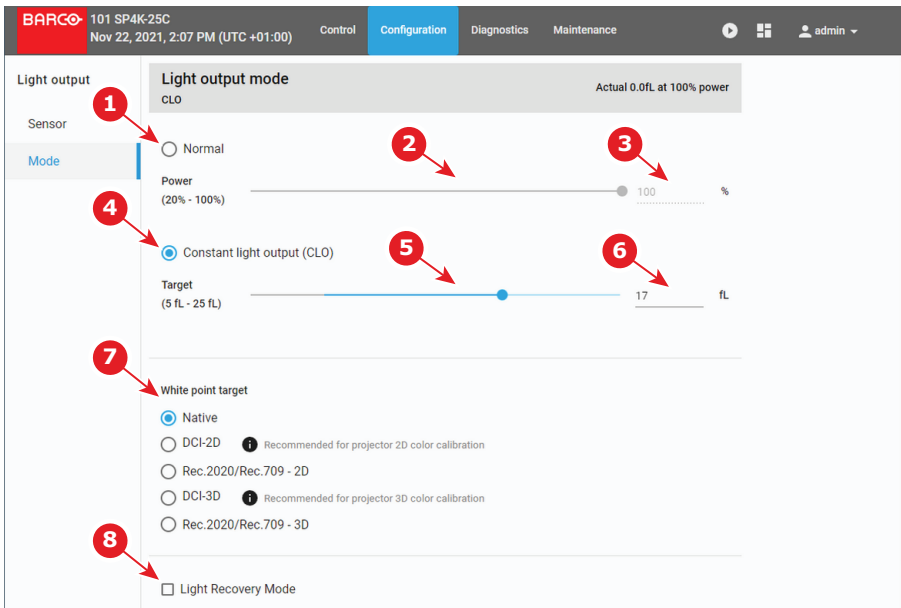 BARCO 101 SP4K-25C
Nov 22, 2021, 2:07 PM (UTC +01:00)
Control Configuration Diagnostics Maintenance admin
Light output
Sensor
Mode
Light output mode
CLO
Actual 0.0fL at 100% power
1
Normal
2
3
Power
(20% - 100%)
100 %
4
Constant light output (CLO)
5
6
Target
(5 fL - 25 fL)
17 fL
7
White point target
Native
DCI-2D i Recommended for projector 2D color calibration
Rec.2020/Rec.709 - 2D
DCI-3D i Recommended for projector 3D color calibration
Rec.2020/Rec.709 - 3D
8
Light Recovery Mode